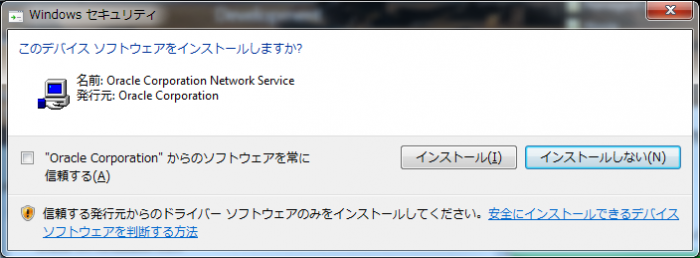 Windows セキュリティ
このデバイス ソフトウェアをインストールしますか?
名前: Oracle Corporation Network Service
発行元: Oracle Corporation
"Oracle Corporation" からのソフトウェアを常に
信頼する(A)
インストール(I)
インストールしない(N)
信頼する発行元からのドライバー ソフトウェアのみをインストールしてください。安全にインストールできるデバイス
ソフトウェアを判断する方法